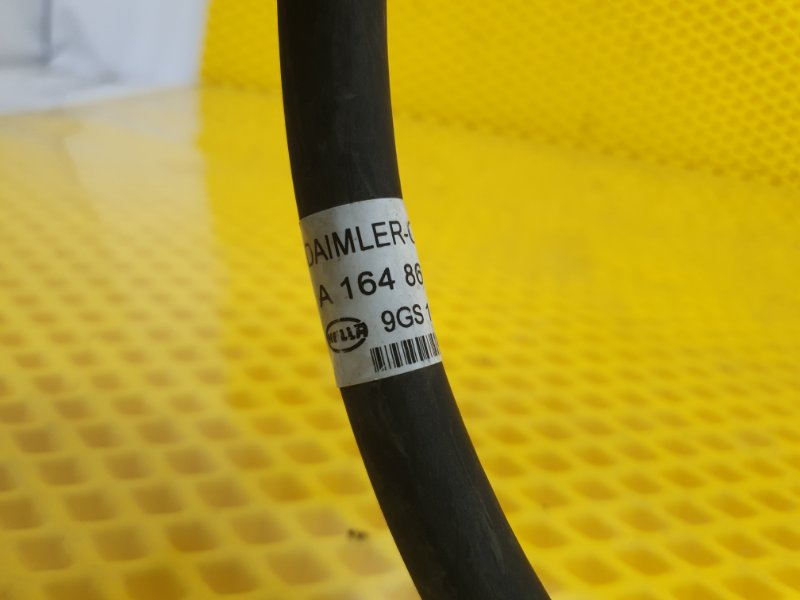 DAIMLER-C
A 164 86
HELLA 9GS 1